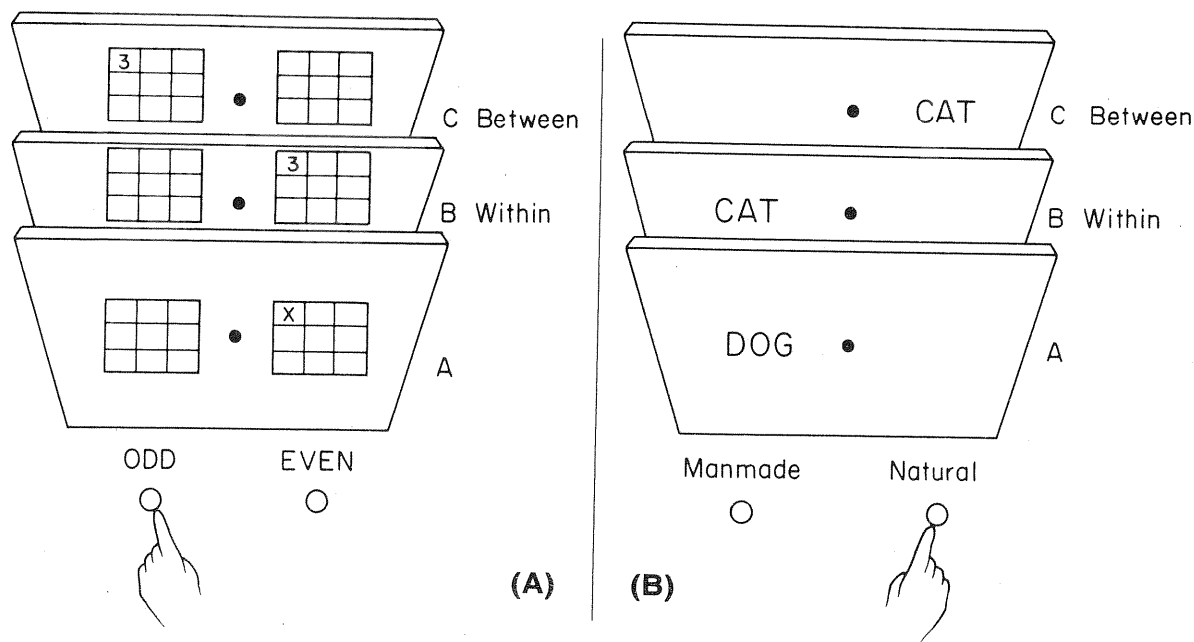 3
C Between
3
B Within
X
A
ODD EVEN
(A)
CAT
C Between
CAT
B Within
DOG
A
Manmade Natural
(B)